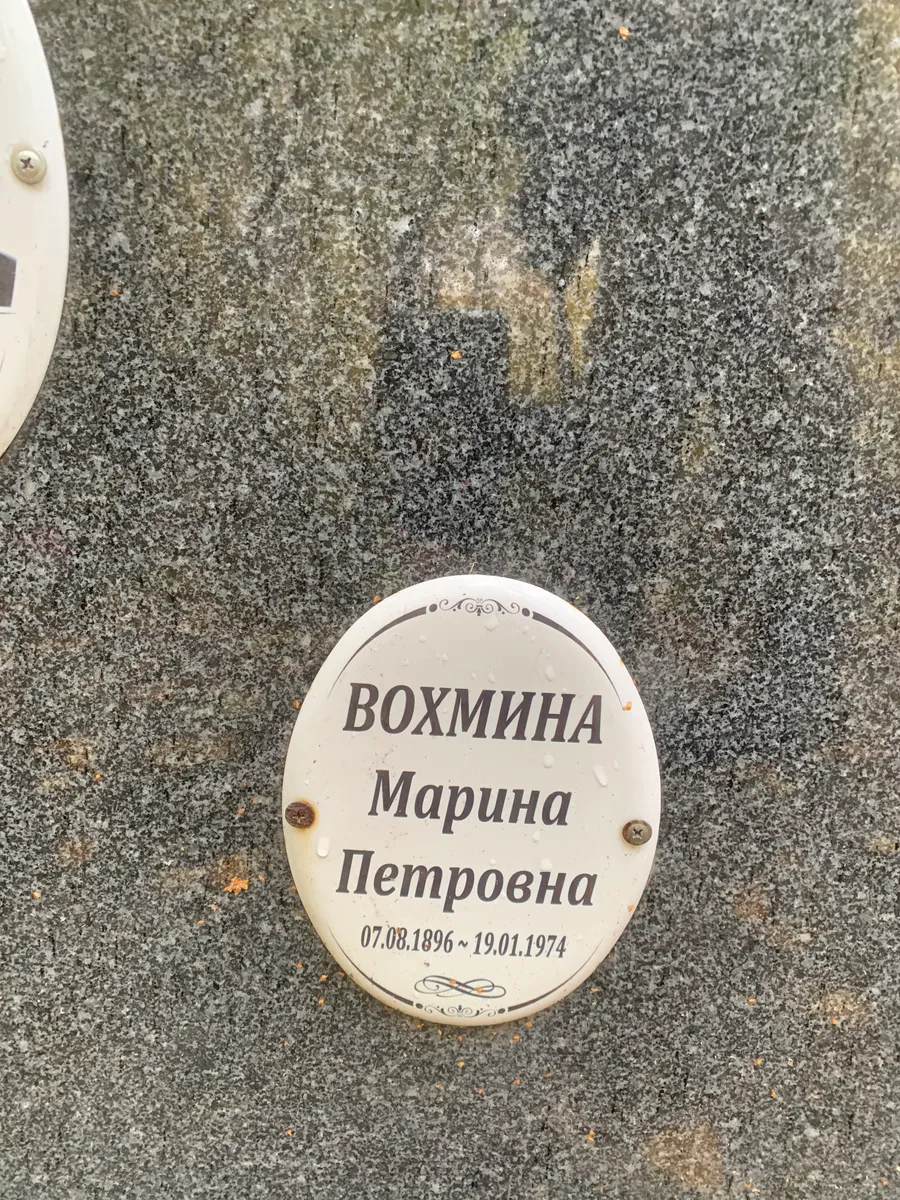 ВОХМИНА
Марина
Петровна
07.08.1896 ~ 19.01.1974